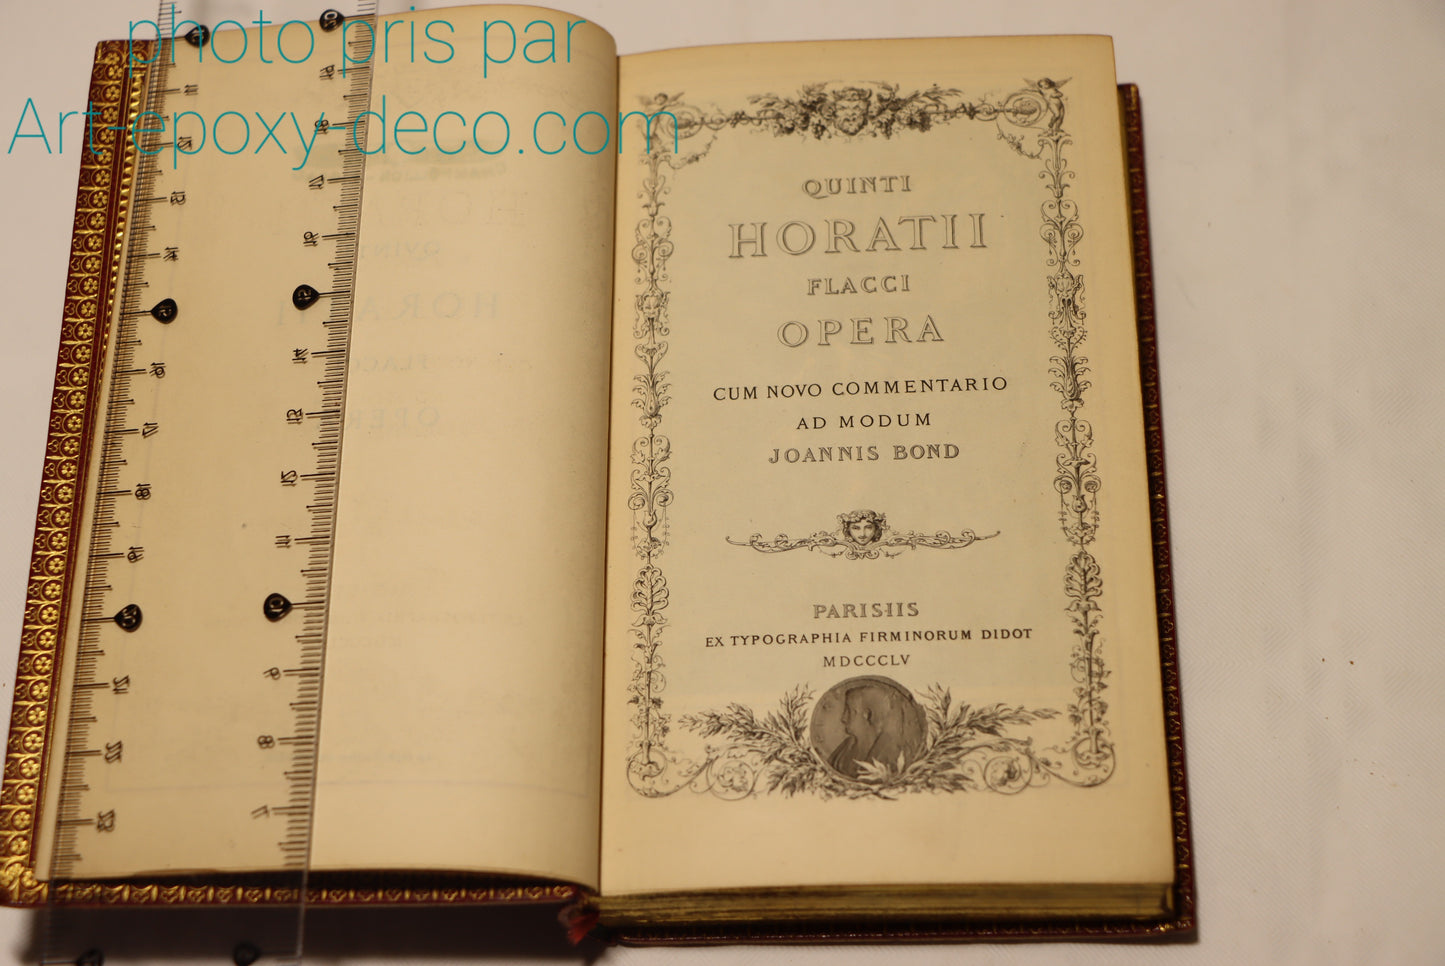 photo pris par
Art-epoxy-deco.com
QUINTI
HORATII
FLACCI
OPERA
CUM NOVO COMMENTARIO
AD MODUM
JOANNIS BOND
PARISIIS
EX TYPOGRAPHIA FIRMINORUM DIDOT
MDCCCLV